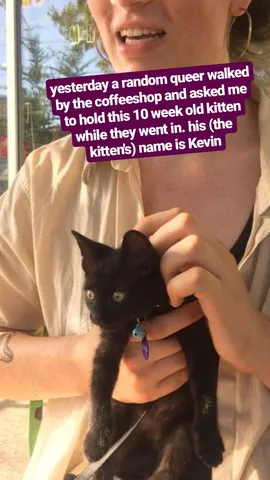 yesterday a random queer walked
by the coffeeshop and asked me
to hold this 10 week old kitten
while they went in. his (the
kitten's) name is Kevin